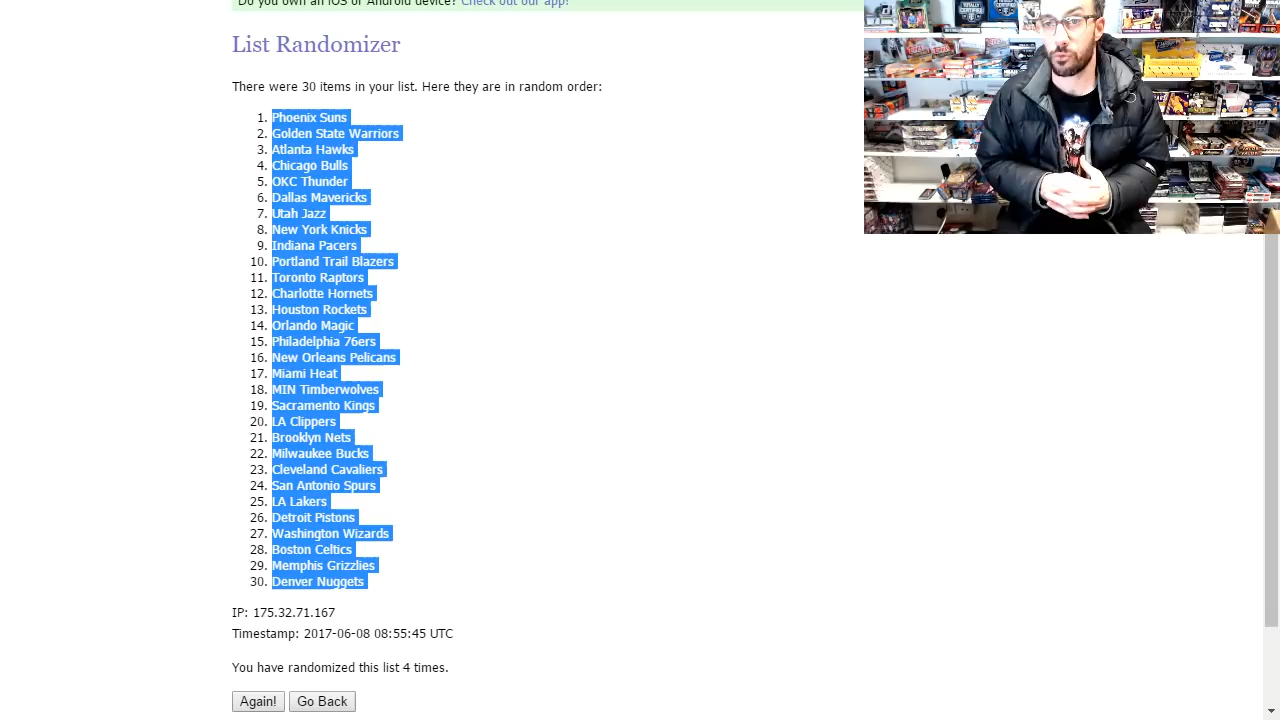 Do you own an iOS or Android device? Check out our app!
List Randomizer
There were 30 items in your list. Here they are in random order:
1. Phoenix Suns
2. Golden State Warriors
3. Atlanta Hawks
4. Chicago Bulls
5. OKC Thunder
6. Dallas Mavericks
7. Utah Jazz
8. New York Knicks
9. Indiana Pacers
10. Portland Trail Blazers
11. Toronto Raptors
12. Charlotte Hornets
13. Houston Rockets
14. Orlando Magic
15. Philadelphia 76ers
16. New Orleans Pelicans
17. Miami Heat
18. MIN Timberwolves
19. Sacramento Kings
20. LA Clippers
21. Brooklyn Nets
22. Milwaukee Bucks
23. Cleveland Cavaliers
24. San Antonio Spurs
25. LA Lakers
26. Detroit Pistons
27. Washington Wizards
28. Boston Celtics
29. Memphis Grizzlies
30. Denver Nuggets
IP: 175.32.71.167
Timestamp: 2017-06-08 08:55:45 UTC
You have randomized this list 4 times.
Again! Go Back